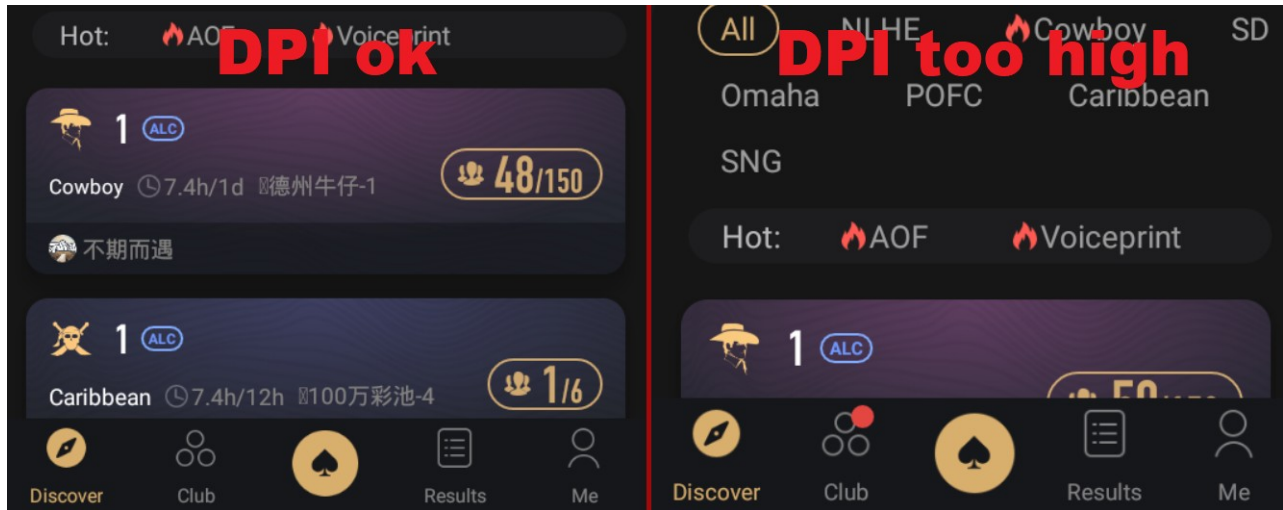 Hot: AOF Voiceprint
DPI ok
1 ALC
Cowboy 7.4h/1d 德州牛仔-1
48/150
不期而遇
1 ALC
Caribbean 7.4h/12h 100万彩池-4
1/6
Discover Club Results Me
All NLHE Cowboy SD
DPI too high
Omaha POFC Caribbean
SNG
Hot: AOF Voiceprint
1 ALC
Discover Club Results Me